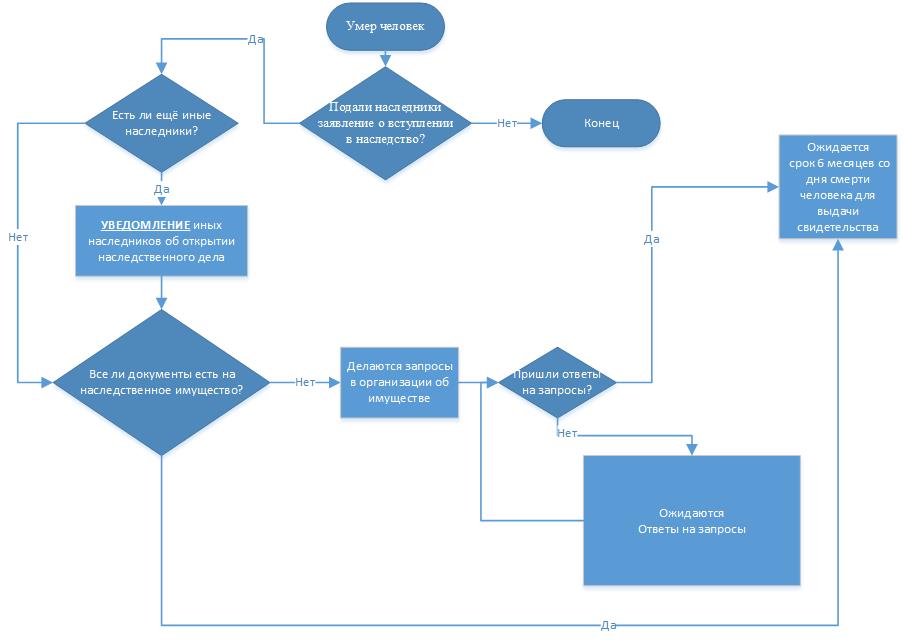 Умер человек
Да
Подали наследники
заявление о вступлении
в наследство?
Нет
Конец
Есть ли ещё иные
наследники?
Да
Нет
УВЕДОМЛЕНИЕ иных
наследников об открытии
наследственного дела
Ожидается
срок 6 месяцев со
дня смерти
человека для
выдачи
свидетельства
Да
Все ли документы есть на
наследственное имущество?
Нет
Делаются запросы
в организации об
имуществе
Пришли ответы
на запросы?
Нет
Ожидаются
Ответы на запросы
Да